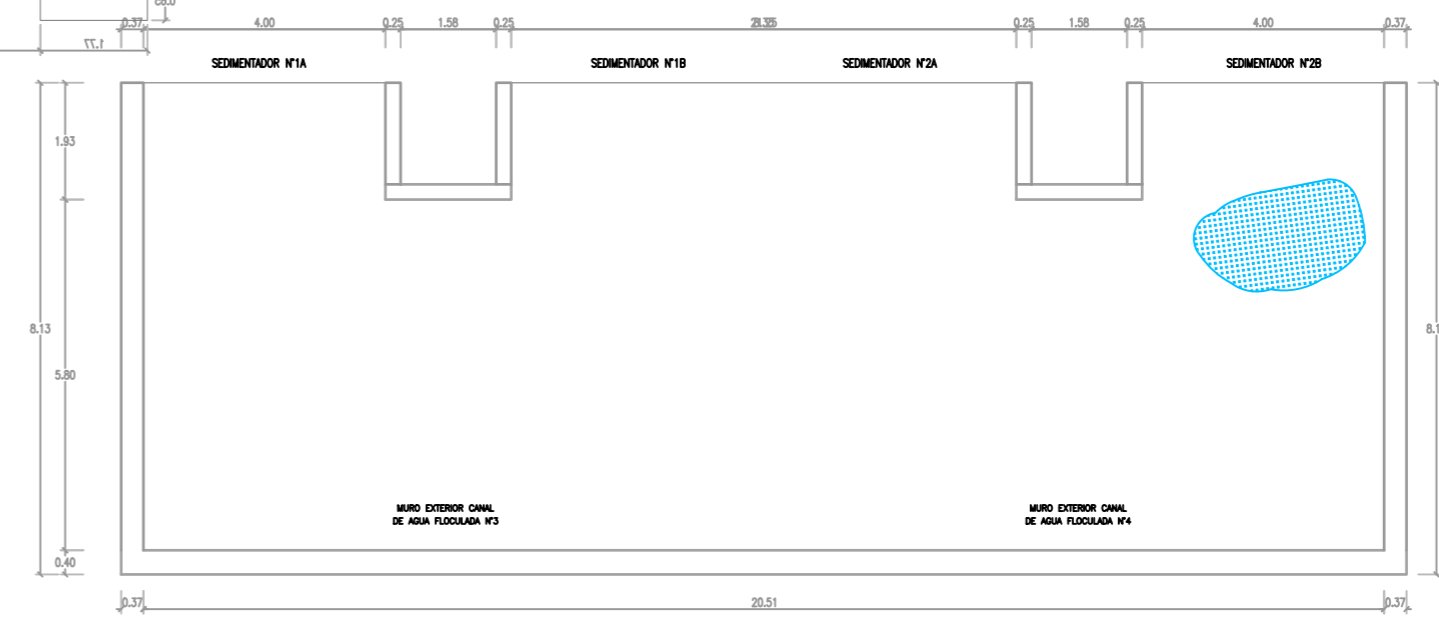 0.37 4.00 0.25 1.58 0.25 0.25 1.58 0.25 4.00 0.37
1.77
SEDIMENTADOR N°1A SEDIMENTADOR N°1B SEDIMENTADOR N°2A SEDIMENTADOR N°2B
1.93
8.13
5.80
MURO EXTERIOR CANAL
DE AGUA FLOCULADA N°3
MURO EXTERIOR CANAL
DE AGUA FLOCULADA N°4
0.40
0.37 20.51 0.37